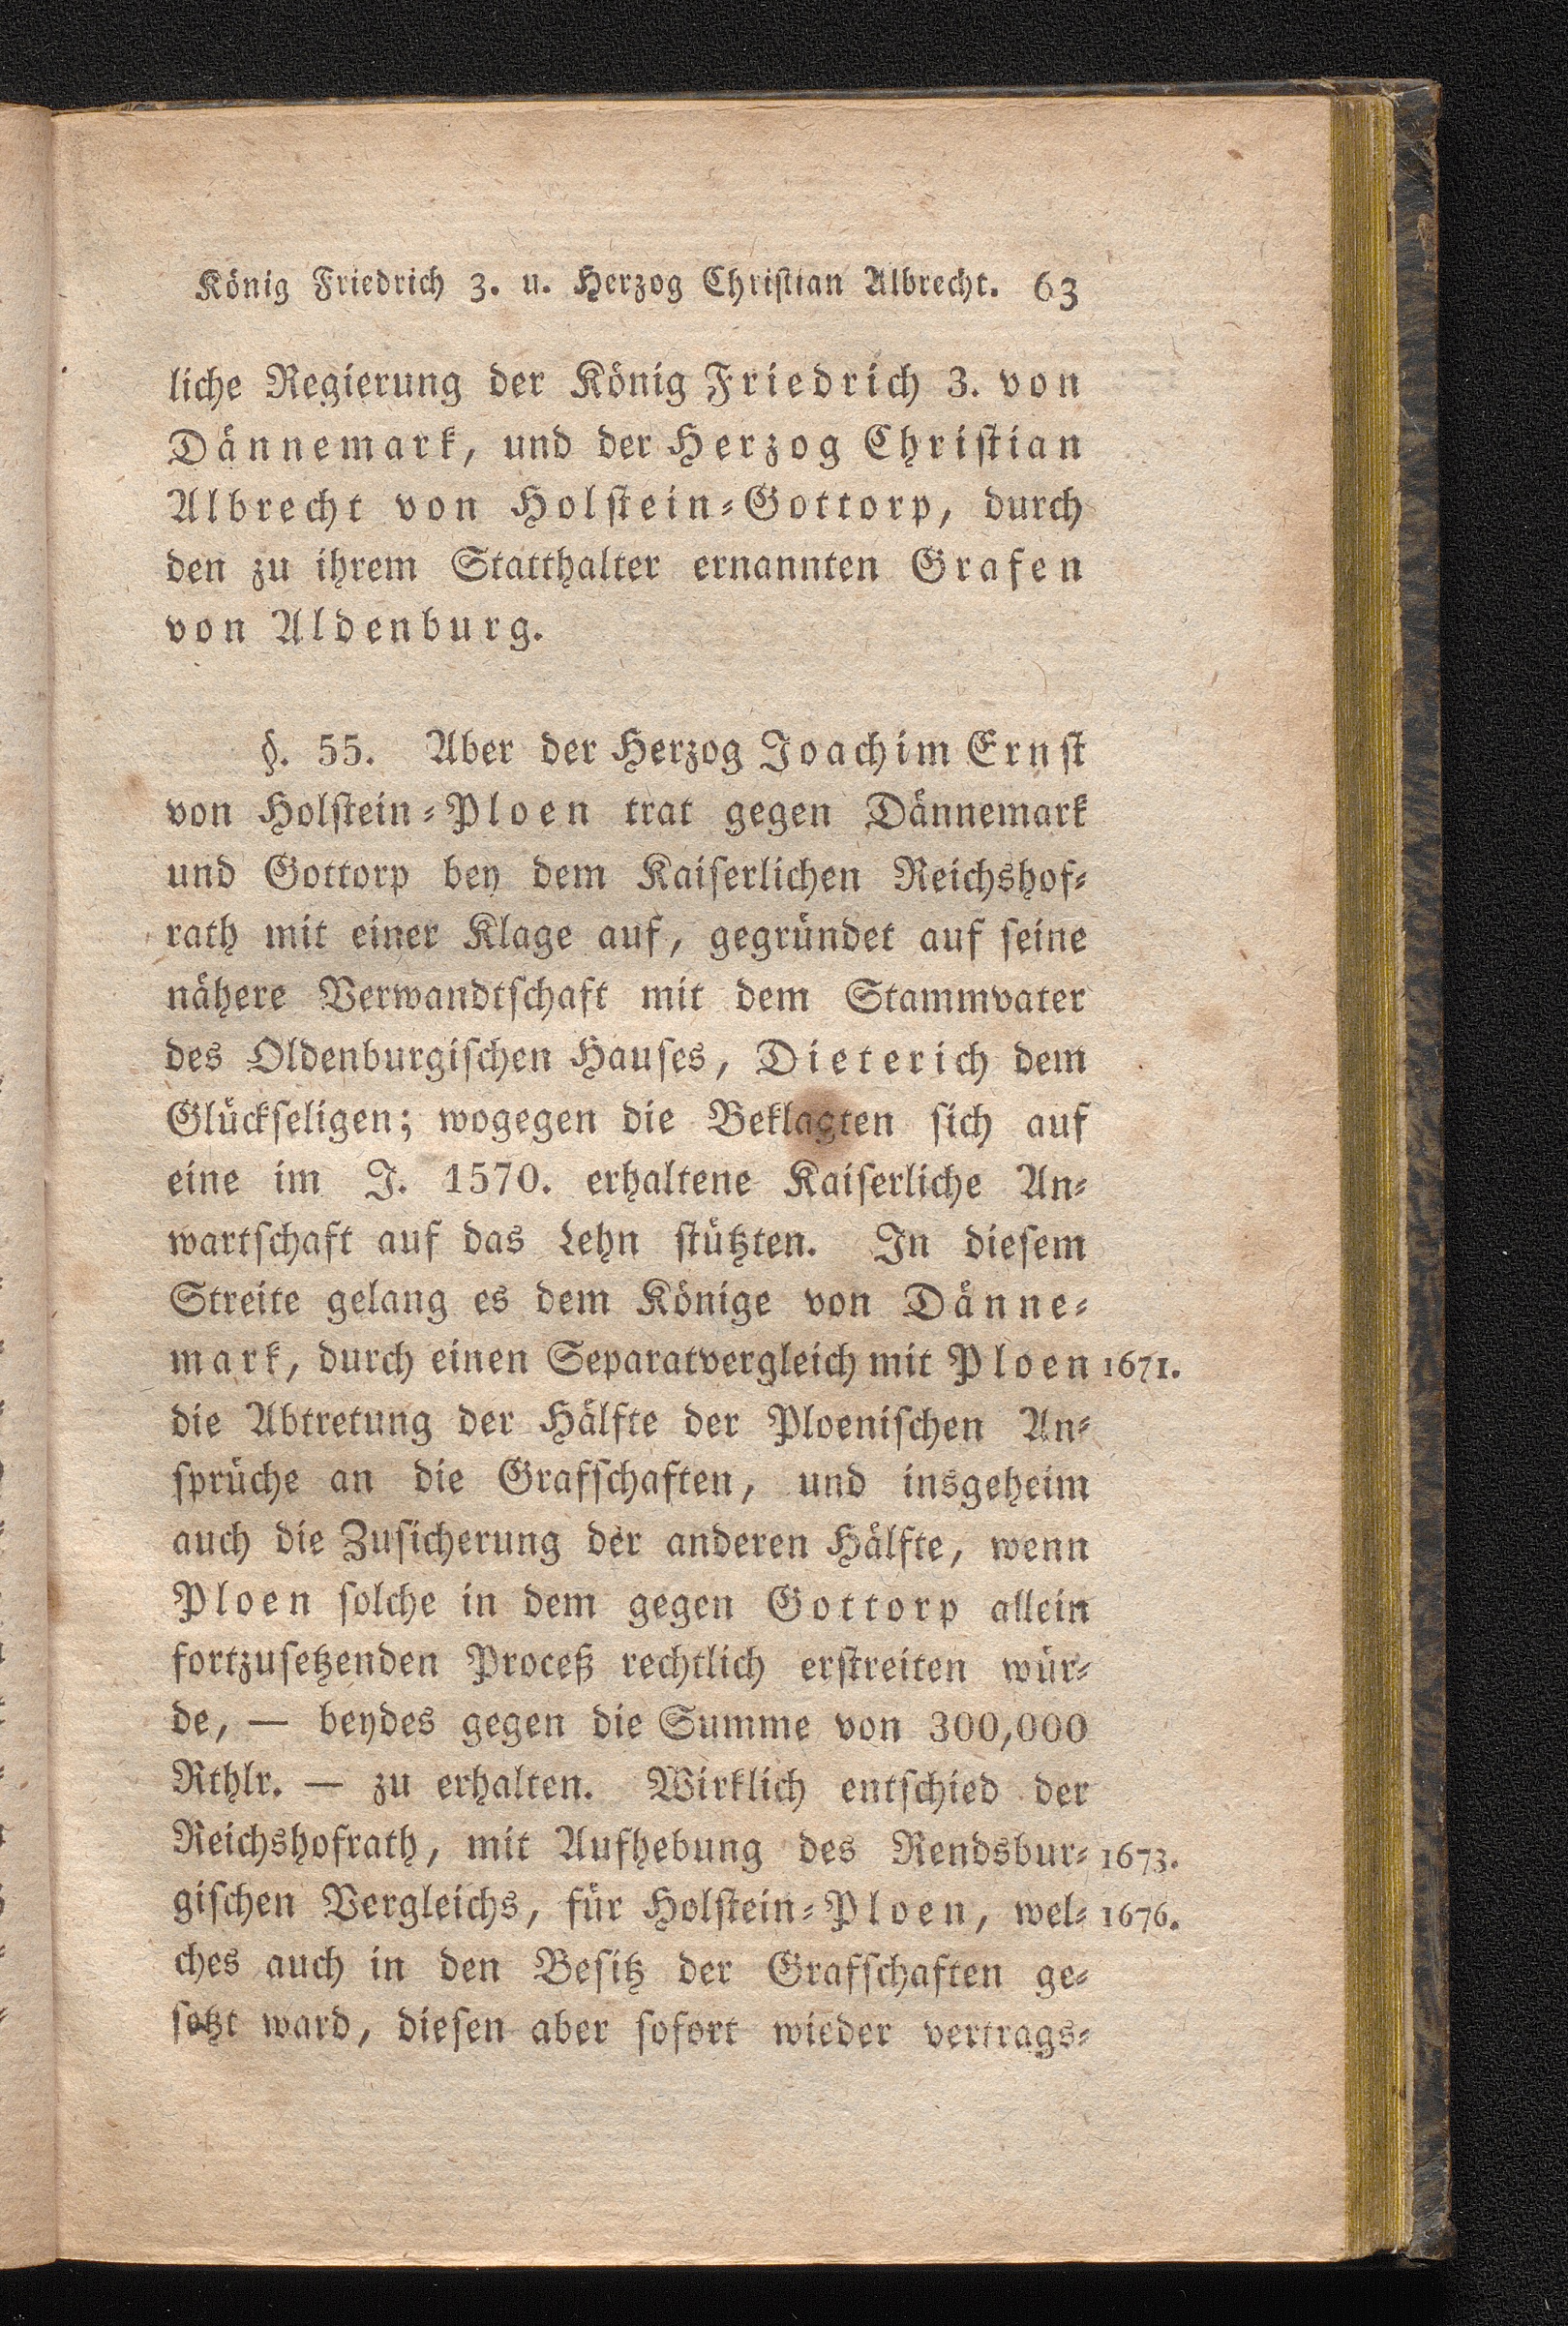 König Friedrich 3. u. Herzog Christian Albrecht. 63
liche Regierung der König Friedrich 3. von
Dännemark, und der Herzog Christian
Albrecht von Holstein-Gottorp, durch
den zu ihrem Statthalter ernannten Grafen
von Aldenburg.
§. 55. Aber der Herzog Joachim Ernst
von Holstein-Ploen trat gegen Dännemark
und Gottorp bey dem Kaiserlichen Reichshof-
rath mit einer Klage auf, gegründet auf seine
nähere Verwandtschaft mit dem Stammvater
des Oldenburgischen Hauses, Dieterich dem
Glückseligen; wogegen die Beklagten sich auf
eine im J. 1570. erhaltene Kaiserliche An-
wartschaft auf das Lehn stützten. In diesem
Streite gelang es dem Könige von Dänne-
mark, durch einen Separatvergleich mit Ploen 1671.
die Abtretung der Hälfte der Ploenischen An-
sprüche an die Grafschaften, und insgeheim
auch die Zusicherung der anderen Hälfte, wenn
Ploen solche in dem gegen Gottorp allein
fortzusetzenden Proceß rechtlich erstreiten wür-
de, — beydes gegen die Summe von 300,000
Rthlr. — zu erhalten. Wirklich entschied der
Reichshofrath, mit Aufhebung des Rendsbur- 1673.
gischen Vergleichs, für Holstein-Ploen, wel- 1676.
ches auch in den Besitz der Grafschaften ge-
setzt ward, diesen aber sofort wieder vertrags-